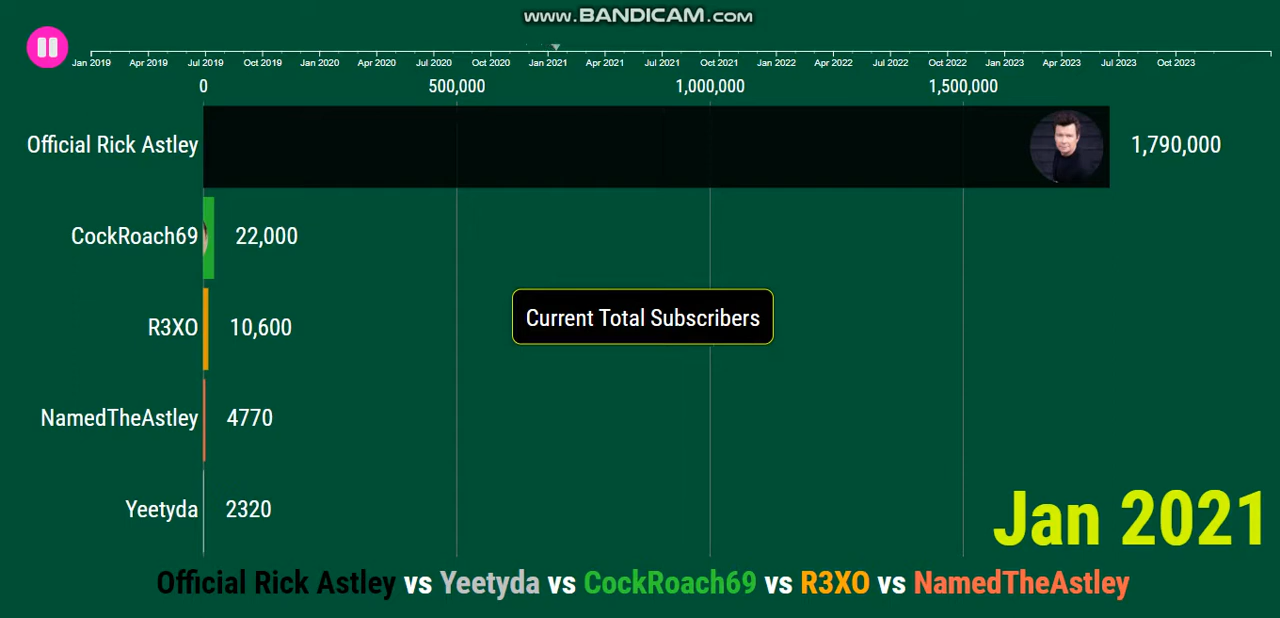 www.BANDICAM.com
Jan 2019 Apr 2019 Jul 2019 Oct 2019 Jan 2020 Apr 2020 Jul 2020 Oct 2020 Jan 2021 Apr 2021 Jul 2021 Oct 2021 Jan 2022 Apr 2022 Jul 2022 Oct 2022 Jan 2023 Apr 2023 Jul 2023 Oct 2023
0 500,000 1,000,000 1,500,000
Official Rick Astley 1,790,000
CockRoach69 22,000
R3XO 10,600
Current Total Subscribers
NamedTheAstley 4770
Yeetyda 2320
Jan 2021
Official Rick Astley vs Yeetyda vs CockRoach69 vs R3XO vs NamedTheAstley